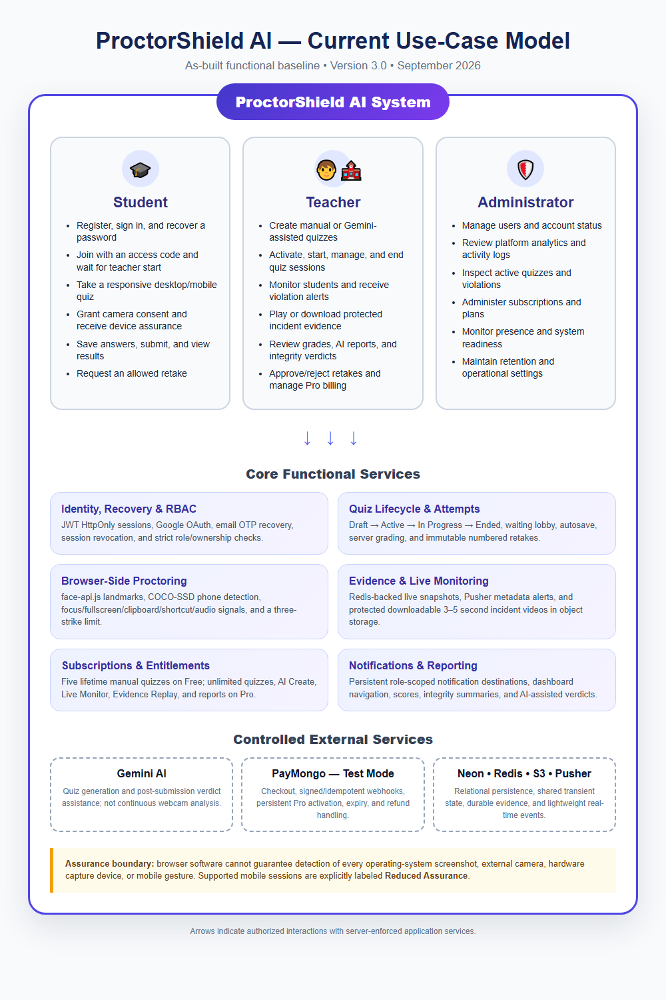 ProctorShield AI — Current Use-Case Model
As-built functional baseline • Version 3.0 • September 2026
ProctorShield AI System
Student
• Register, sign in, and recover a
password
• Join with an access code and
wait for teacher start
• Take a responsive desktop/mobile
quiz
• Grant camera consent and
receive device assurance
• Save answers, submit, and view
results
• Request an allowed retake
Teacher
• Create manual or Gemini-
assisted quizzes
• Activate, start, manage, and end
quiz sessions
• Monitor students and receive
violation alerts
• Play or download protected
incident evidence
• Review grades, AI reports, and
integrity verdicts
• Approve/reject retakes and
manage Pro billing
Administrator
• Manage users and account status
• Review platform analytics and
activity logs
• Inspect active quizzes and
violations
• Administer subscriptions and
plans
• Monitor presence and system
readiness
• Maintain retention and
operational settings
↓ ↓ ↓
Core Functional Services
Identity, Recovery & RBAC
JWT HttpOnly sessions, Google OAuth, email OTP recovery,
session revocation, and strict role/ownership checks.
Quiz Lifecycle & Attempts
Draft → Active → In Progress → Ended, waiting lobby, autosave,
server grading, and immutable numbered retakes.
Browser-Side Proctoring
face-api.js landmarks, COCO-SSD phone detection,
focus/fullscreen/clipboard/shortcut/audio signals, and a three-
strike limit.
Evidence & Live Monitoring
Redis-backed live snapshots, Pusher metadata alerts, and
protected downloadable 3–5 second incident videos in object
storage.
Subscriptions & Entitlements
Five lifetime manual quizzes on Free; unlimited quizzes, AI Create,
Live Monitor, Evidence Replay, and reports on Pro.
Notifications & Reporting
Persistent role-scoped notification destinations, dashboard
navigation, scores, integrity summaries, and AI-assisted verdicts.
Controlled External Services
Gemini AI
Quiz generation and post-submission verdict
assistance; not continuous webcam analysis.
PayMongo — Test Mode
Checkout, signed/idempotent webhooks,
persistent Pro activation, expiry, and refund
handling.
Neon • Redis • S3 • Pusher
Relational persistence, shared transient
state, durable evidence, and lightweight real-
time events.
Assurance boundary: browser software cannot guarantee detection of every operating-system screenshot, external camera, hardware
capture device, or mobile gesture. Supported mobile sessions are explicitly labeled Reduced Assurance.
Arrows indicate authorized interactions with server-enforced application services.